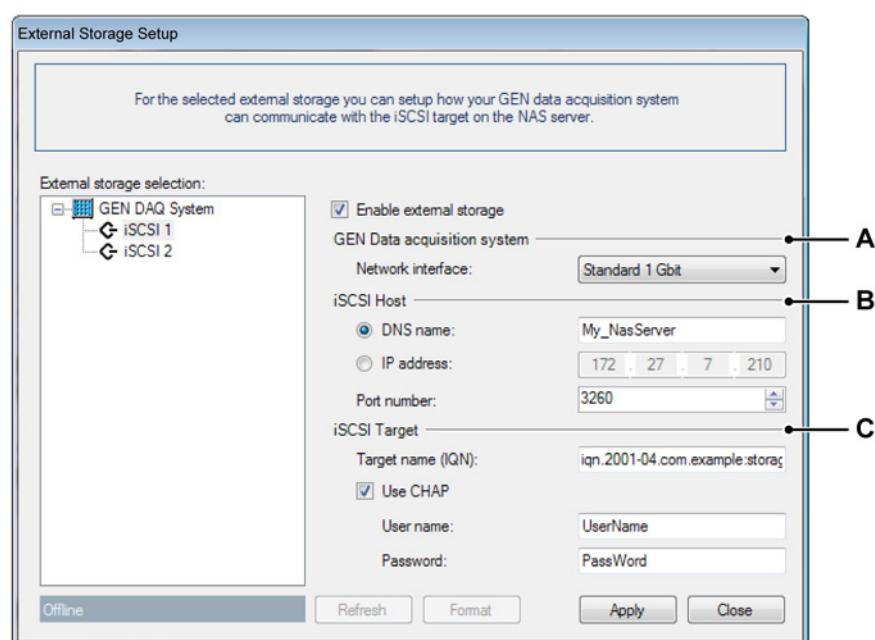 External Storage Setup
For the selected external storage you can setup how your GEN data acquisition system
can communicate with the iSCSI target on the NAS server.
External storage selection:
GEN DAQ System
iSCSI 1
iSCSI 2
Enable external storage
GEN Data acquisition system
A
Network interface:
Standard 1 Gbit
iSCSI Host
B
DNS name:
My_NasServer
IP address:
172 . 27 . 7 . 210
Port number:
3260
iSCSI Target
C
Target name (IQN):
iqn.2001-04.com.example:storag
Use CHAP
User name:
UserName
Password:
PassWord
Offline
Refresh
Format
Apply
Close